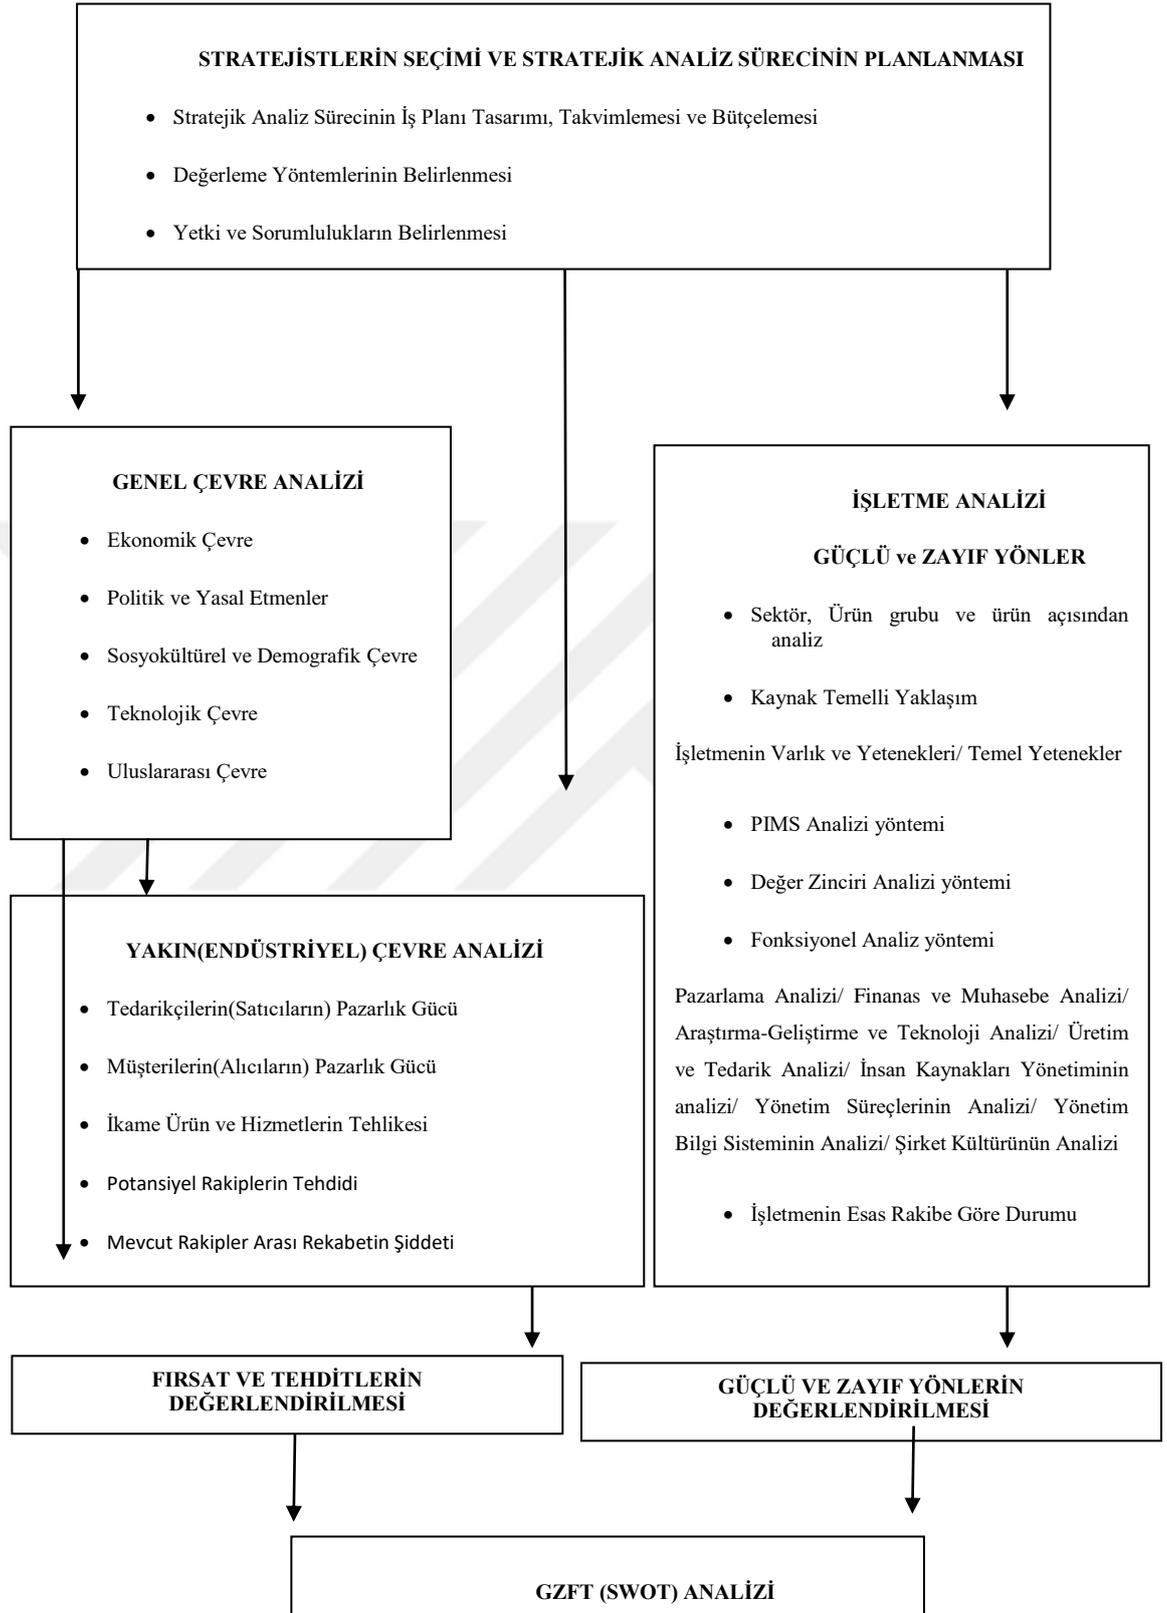 STRATEJİSTLERİN SEÇİMİ VE STRATEJİK ANALİZ SÜRECİNİN PLANLANMASI
• Stratejik Analiz Sürecinin İş Planı Tasarımı, Takvimlemesi ve Bütçelemesi
• Değerleme Yöntemlerinin Belirlenmesi
• Yetki ve Sorumlulukların Belirlenmesi
GENEL ÇEVRE ANALİZİ
• Ekonomik Çevre
• Politik ve Yasal Etmenler
• Sosyokültürel ve Demografik Çevre
• Teknolojik Çevre
• Uluslararası Çevre
YAKIN(ENDÜSTRİYEL) ÇEVRE ANALİZİ
• Tedarikçilerin(Satıcıların) Pazarlık Gücü
• Müşterilerin(Alıcıların) Pazarlık Gücü
• İkame Ürün ve Hizmetlerin Tehlikesi
• Potansiyel Rakiplerin Tehdidi
• Mevcut Rakipler Arası Rekabetin Şiddeti
İŞLETME ANALİZİ
GÜÇLÜ ve ZAYIF YÖNLER
• Sektör, Ürün grubu ve ürün açısından
analiz
• Kaynak Temelli Yaklaşım
İşletmenin Varlık ve Yetenekleri/ Temel Yetenekler
• PIMS Analizi yöntemi
• Değer Zinciri Analizi yöntemi
• Fonksiyonel Analiz yöntemi
Pazarlama Analizi/ Finanas ve Muhasebe Analizi/
Araştırma-Geliştirme ve Teknoloji Analizi/ Üretim
ve Tedarik Analizi/ İnsan Kaynakları Yönetiminin
analizi/ Yönetim Süreçlerinin Analizi/ Yönetim
Bilgi Sisteminin Analizi/ Şirket Kültürünün Analizi
• İşletmenin Esas Rakibe Göre Durumu
FIRSAT VE TEHDİTLERİN
DEĞERLENDİRİLMESİ
GÜÇLÜ VE ZAYIF YÖNLERİN
DEĞERLENDİRİLMESİ
GZFT (SWOT) ANALİZİ